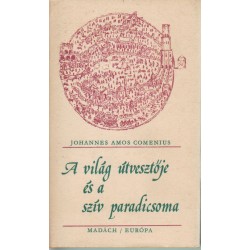 JOHANNES AMOS COMENIUS
A világ útvesztője
és a
szív paradicsoma
MADÁCH / EURÓPA